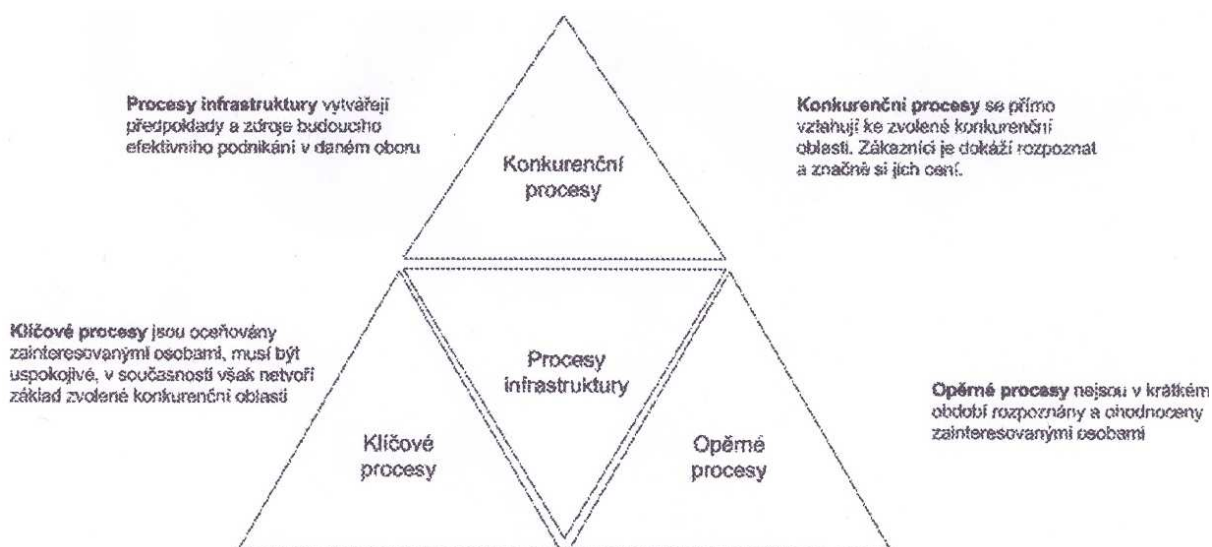 Procesy infrastruktury vytvářejí
předpoklady a zdroje budoucího
efektivního podnikání v daném oboru
Konkurenční procesy se přímo
vztahují ke zvolené konkurenční
oblasti. Zákazníci je dokáží rozpoznat
a značně si jich cení.
Konkurenční
procesy
Klíčové procesy jsou oceňovány
zainteresovanými osobami, musí být
uspokojivé, v současnosti však netvoří
základ zvolené konkurenční oblasti
Procesy
infrastruktury
Opěrné procesy nejsou v krátkém
období rozpoznány a ohodnoceny
zainteresovanými osobami
Klíčové
procesy
Opěrné
procesy